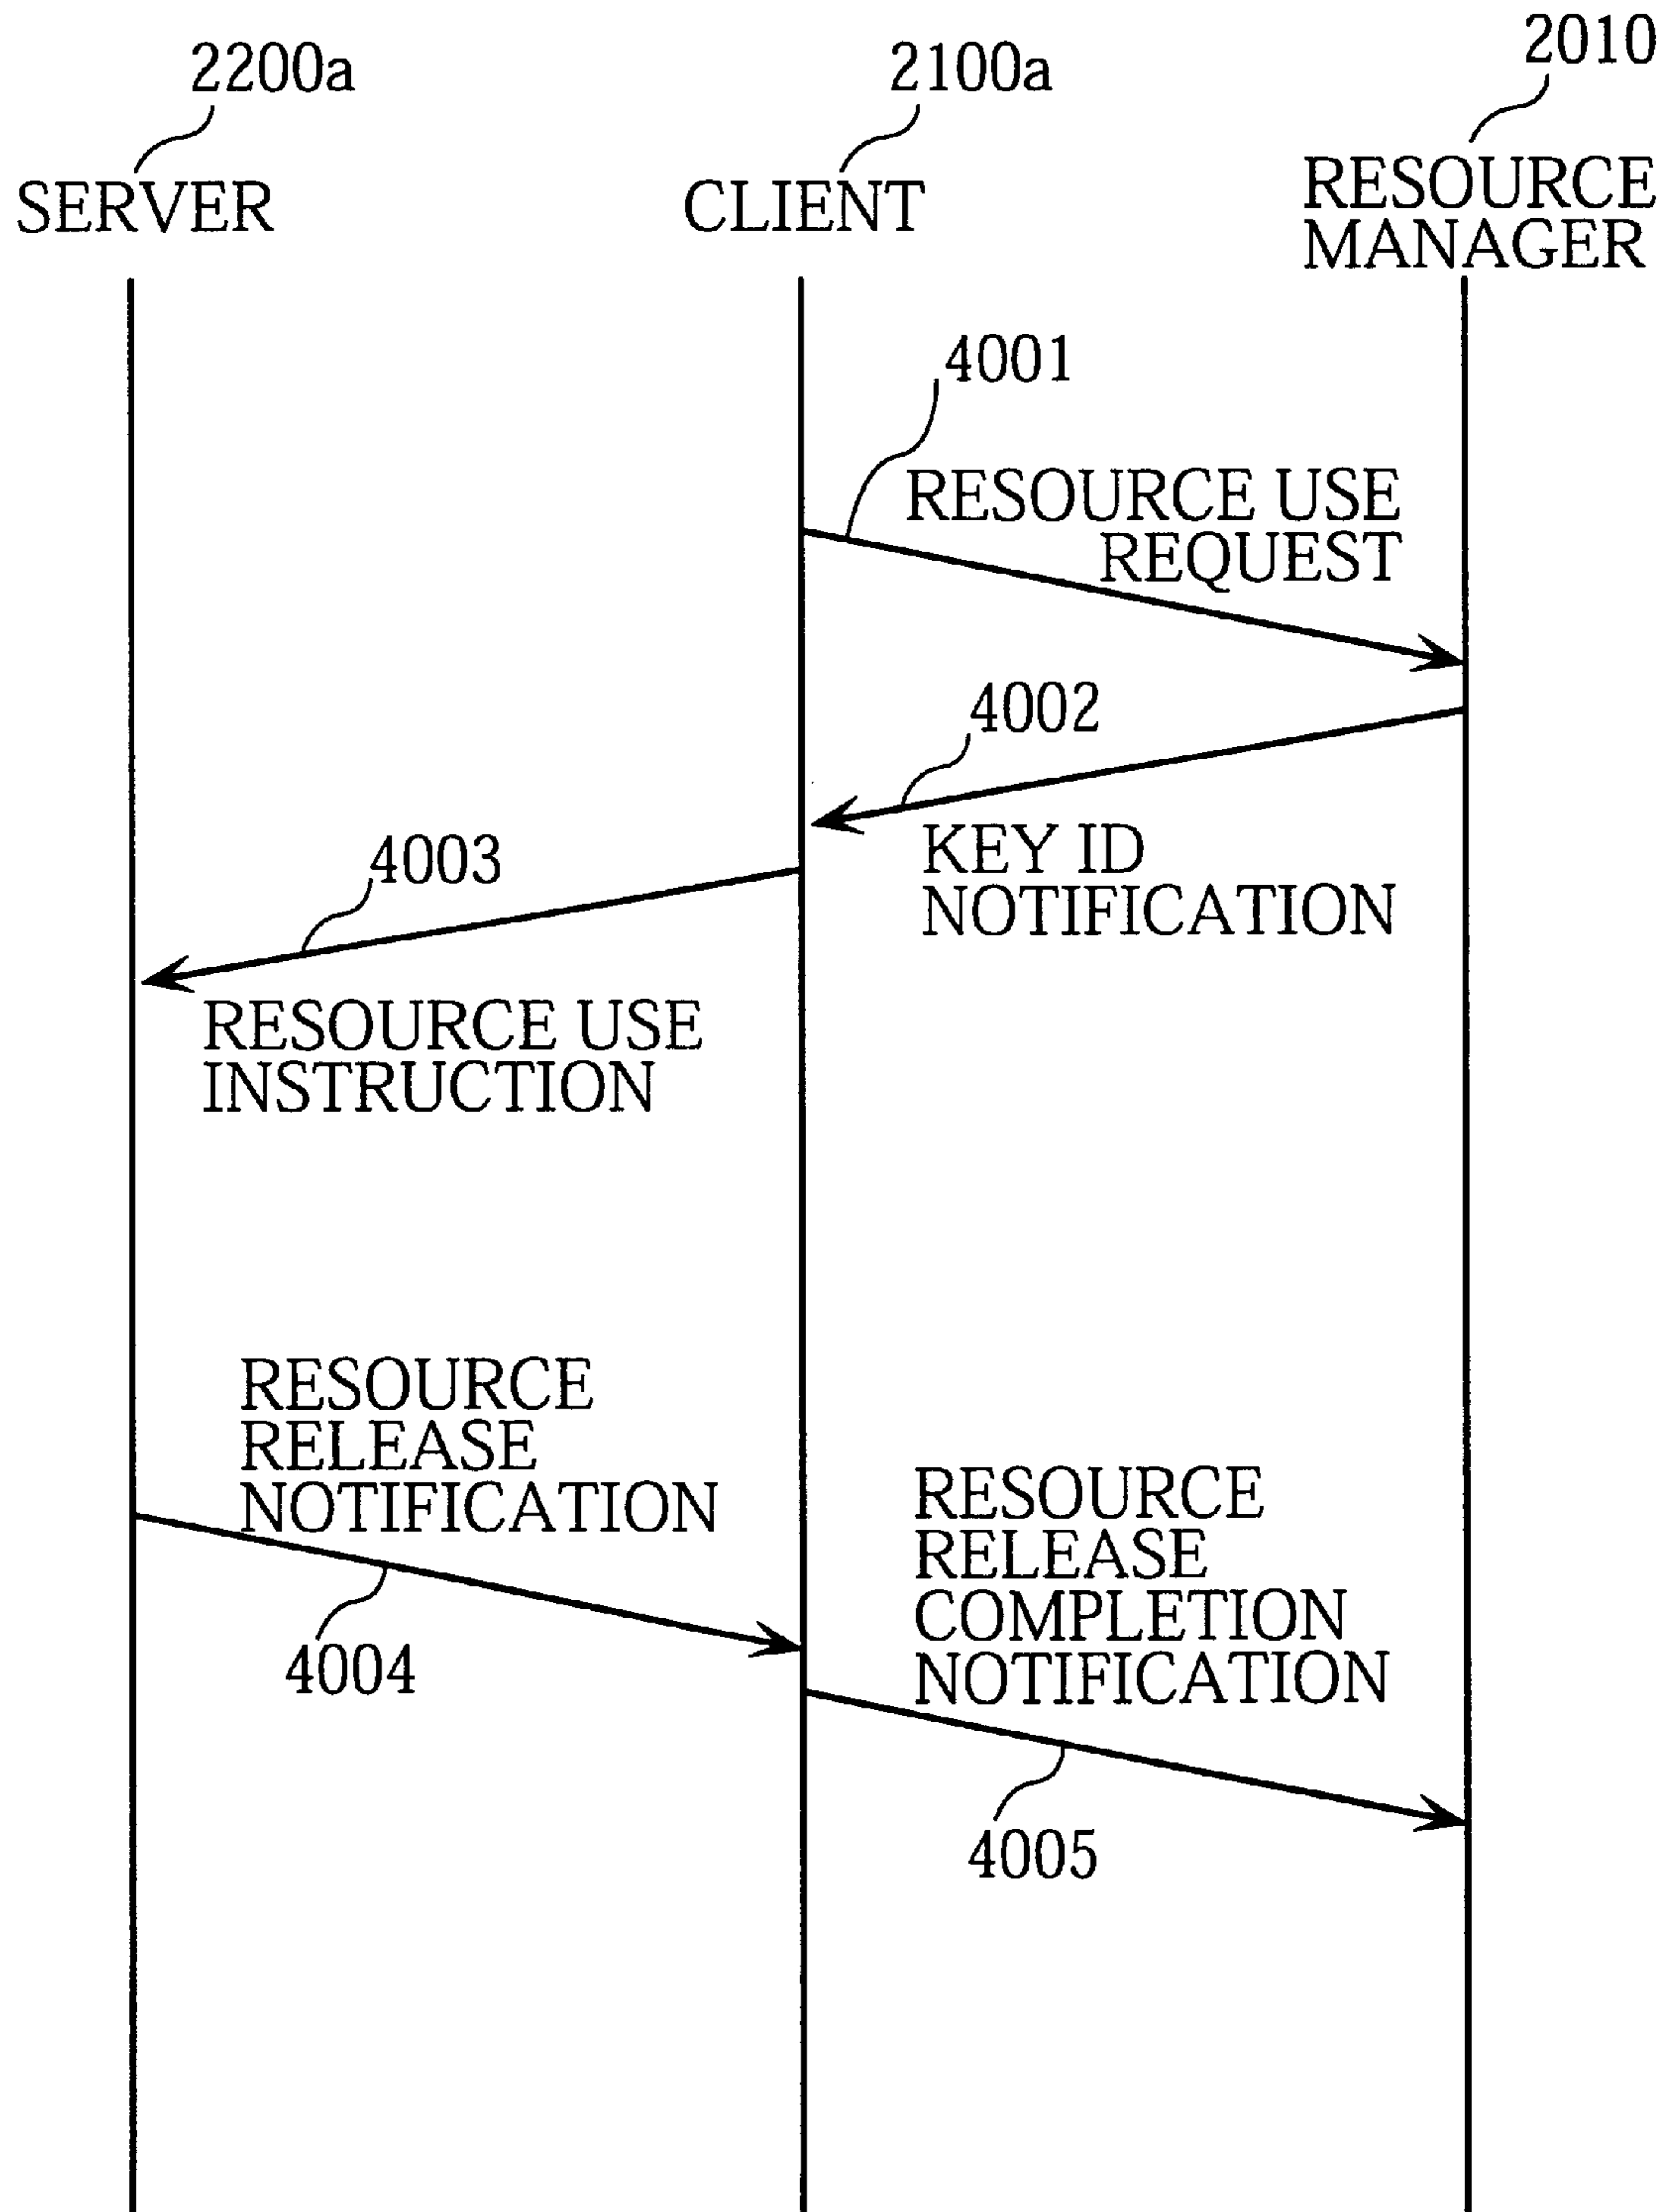 2200a
2100a
2010
SERVER
CLIENT
RESOURCE
MANAGER
4001
RESOURCE USE
REQUEST
4002
KEY ID
NOTIFICATION
4003
RESOURCE USE
INSTRUCTION
RESOURCE
RELEASE
NOTIFICATION
4004
RESOURCE
RELEASE
COMPLETION
NOTIFICATION
4005